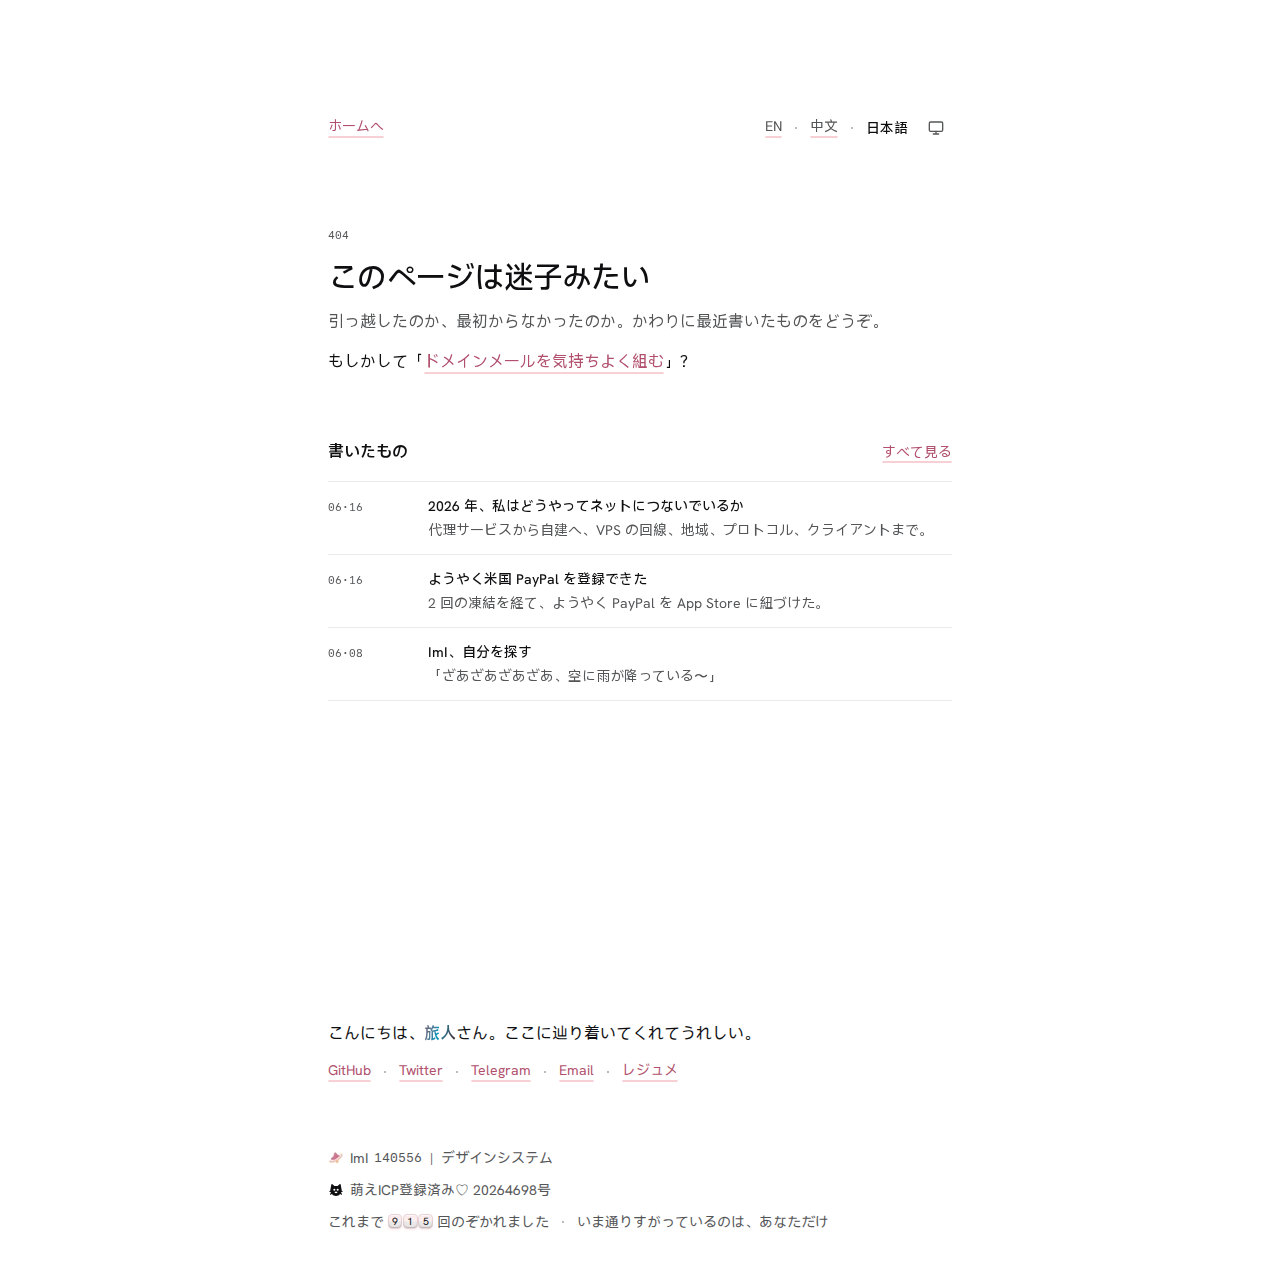 ホームへ
EN · 中文 · 日本語
404
このページは迷子みたい
引っ越したのか、最初からなかったのか。かわりに最近書いたものをどうぞ。
もしかして「ドメインメールを気持ちよく組む」？
書いたもの
すべて見る
06·16
2026 年、私はどうやってネットにつないでいるか
代理サービスから自建へ、VPS の回線、地域、プロトコル、クライアントまで。
06·16
ようやく米国 PayPal を登録できた
2 回の凍結を経て、ようやく PayPal を App Store に紐づけた。
06·08
lml、自分を探す
「ざあざあざあざあ、空に雨が降っている〜」
こんにちは、旅人さん。ここに辿り着いてくれてうれしい。
GitHub · Twitter · Telegram · Email · レジュメ
lml 140556 | デザインシステム
萌えICP登録済み♡ 20264698号
これまで 915 回のぞかれました · いま通りすがっているのは、あなただけ